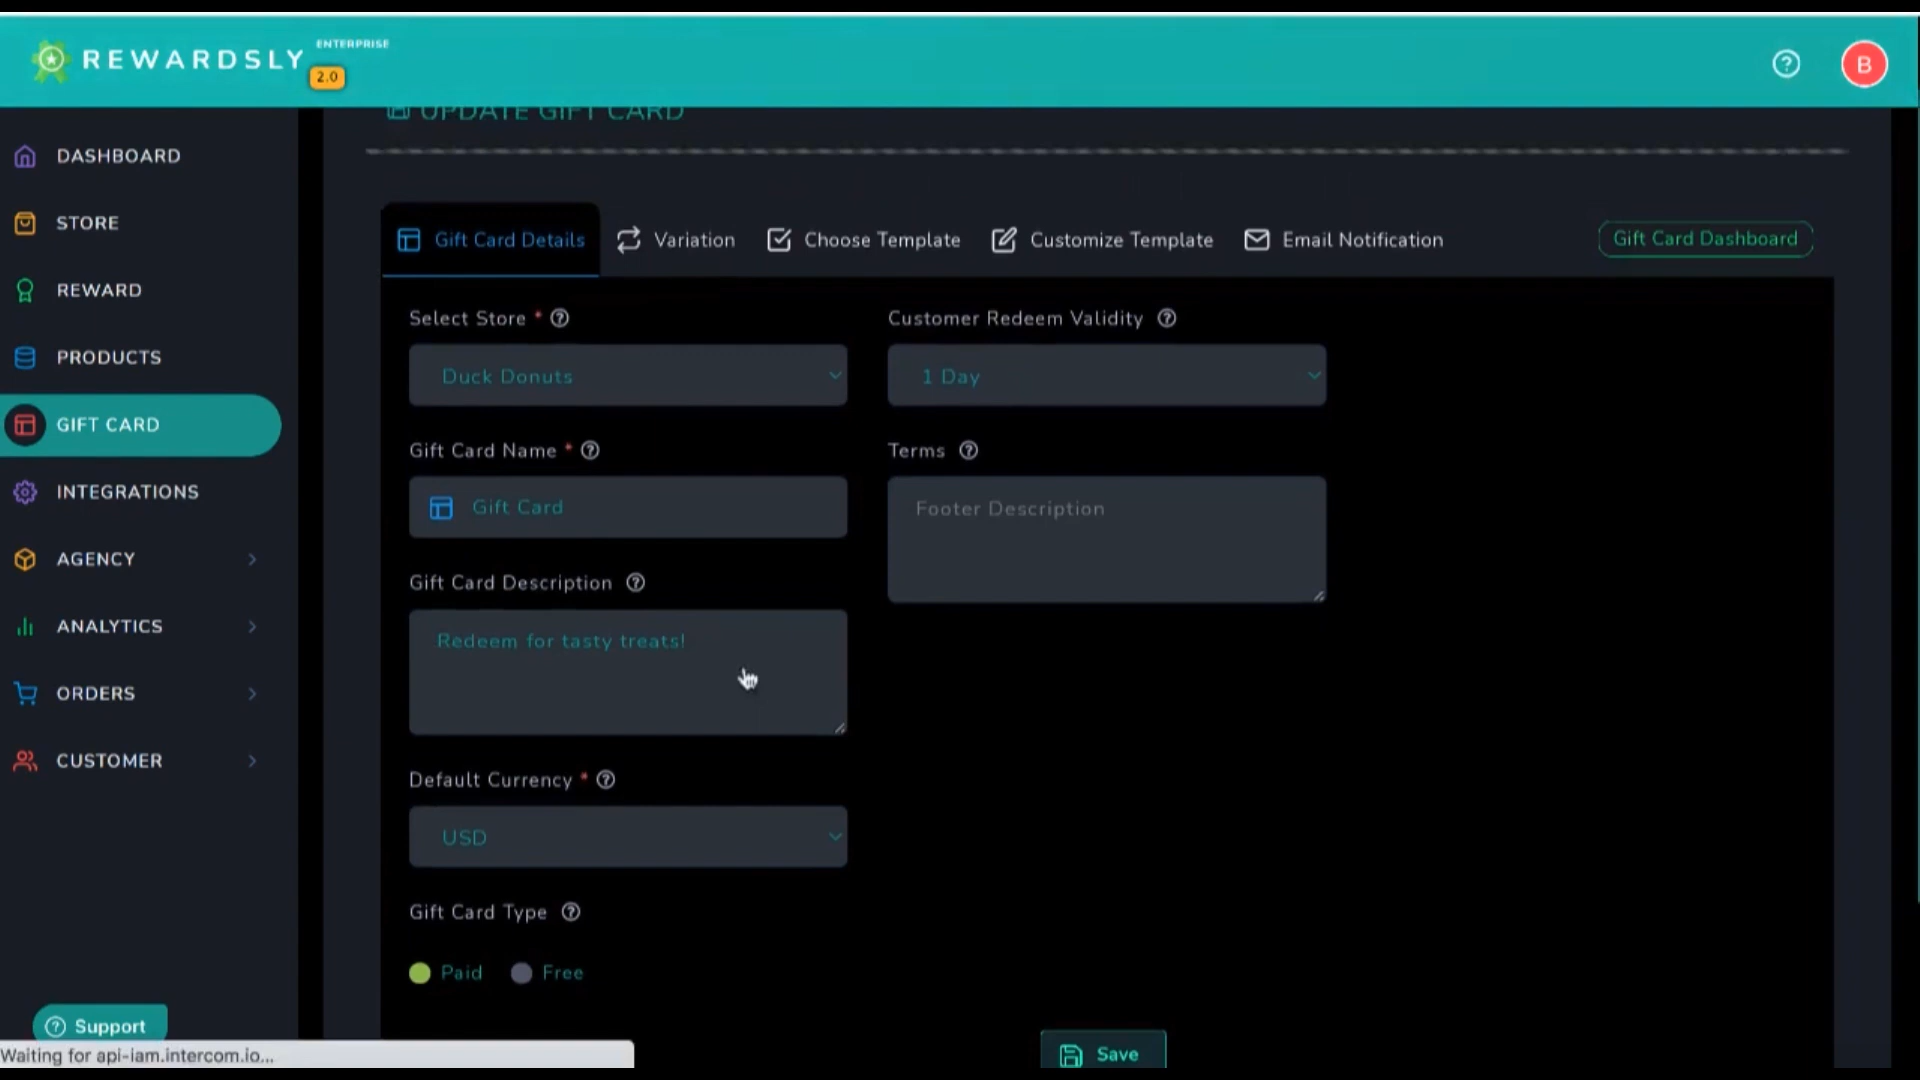 REWARDSLY
ENTERPRISE
2.0
B
UPDATE GIFT CARD
DASHBOARD
STORE
REWARD
PRODUCTS
GIFT CARD
INTEGRATIONS
AGENCY
ANALYTICS
ORDERS
CUSTOMER
Gift Card Details
Variation
Choose Template
Customize Template
Email Notification
Gift Card Dashboard
Select Store *
Duck Donuts
Gift Card Name *
Gift Card
Gift Card Description
Redeem for tasty treats!
Default Currency *
USD
Gift Card Type
Paid
Free
Customer Redeem Validity
1 Day
Terms
Footer Description
Save
Support
Waiting for api-iam.intercom.io...